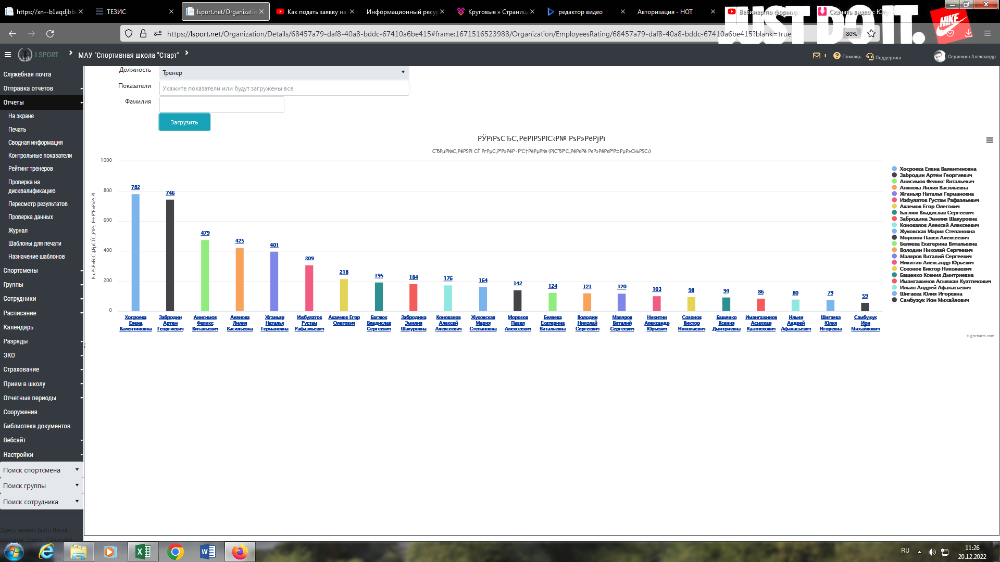 https://xn--b1aqdjbbe
ТЕЗИС
lsport.net/Organizatio
Как подать заявку на
Информационный ресур
Круговые » Страница
редактор видео
Авторизация - НОТ
Вебинар по формир
Скачать видео с Юту
JUST DO IT.
NIKE
https://lsport.net/Organization/Details/68457a79-daf8-40a8-bddc-67410a6be415#frame:1671516523988/Organization/EmployeesRating/68457a79-daf8-40a8-bddc-67410a6be415?blank=true
80%
LSPORT
МАУ "Спортивная школа "Старт"
Помощь
Поддержка
Сединкин Александр
Служебная почта
Отправка отчетов
Отчеты
На экране
Печать
Сводная информация
Контрольные показатели
Рейтинг тренеров
Проверка на
дисквалификацию
Пересмотр результатов
Проверка данных
Журнал
Шаблоны для печати
Назначение шаблонов
Спортсмены
Группы
Сотрудники
Расписание
Календарь
Разряды
ЭКО
Страхование
Прием в школу
Отчетные периоды
Сооружения
Библиотека документов
Вебсайт
Настройки
Поиск спортсмена
Поиск группы
Поиск сотрудника
Здесь может быть Ваша
Должность
Тренер
Показатели
Укажите показатели или будут загружены все
Фамилия
Загрузить
1000
800
600
400
200
0
782
746
479
425
401
309
218
195
184
176
164
142
124
121
120
103
98
94
86
80
79
59
Хосроева Елена Валентиновна
Забродин Артем Георгиевич
Анисимов Феликс Витальевич
Анянова Лилия Васильевна
Жганьяр Наталья Германовна
Ижбулатов Рустам Рафаэльевич
Акаемов Егор Олегович
Баглюк Владислав Сергеевич
Забродина Эмилия Шакуровна
Коновалов Алексей Алексеевич
Жуковская Мария Степановна
Морозов Павел Алексеевич
Беляева Екатерина Витальевна
Володин Николай Сергеевич
Маляров Виталий Сергеевич
Никитин Александр Юрьевич
Созонов Виктор Николаевич
Бащенко Ксения Дмитриевна
Имангажинов Асылжан Куатпекович
Ильин Андрей Афанасьевич
Шигаева Юлия Игоревна
Самбужук Ион Михайлович
Хосроева Елена Валентиновна
Забродин Артем Георгиевич
Анисимов Феликс Витальевич
Анянова Лилия Васильевна
Жганьяр Наталья Германовна
Ижбулатов Рустам Рафаэльевич
Акаемов Егор Олегович
Баглюк Владислав Сергеевич
Забродина Эмилия Шакуровна
Коновалов Алексей Алексеевич
Жуковская Мария Степановна
Морозов Павел Алексеевич
Беляева Екатерина Витальевна
Володин Николай Сергеевич
Маляров Виталий Сергеевич
Никитин Александр Юрьевич
Созонов Виктор Николаевич
Бащенко Ксения Дмитриевна
Имангажинов Асылжан Куатпекович
Ильин Андрей Афанасьевич
Шигаева Юлия Игоревна
Самбужук Ион Михайлович
Highcharts.com
RU
11:26
20.12.2022